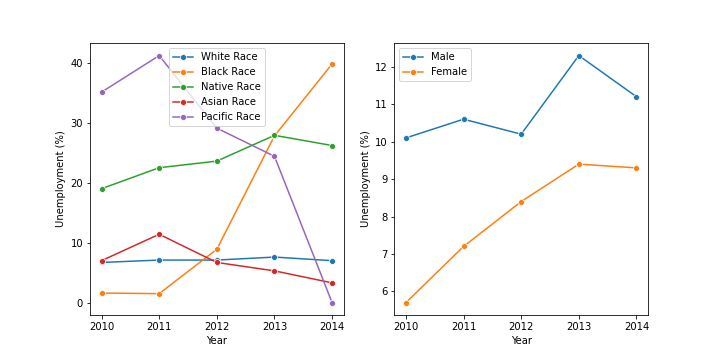 White Race
Black Race
Native Race
Asian Race
Pacific Race
Unemployment (%)
40
30
20
10
0
2010 2011 2012 2013 2014
Year
Male
Female
Unemployment (%)
12
11
10
9
8
7
6
2010 2011 2012 2013 2014
Year